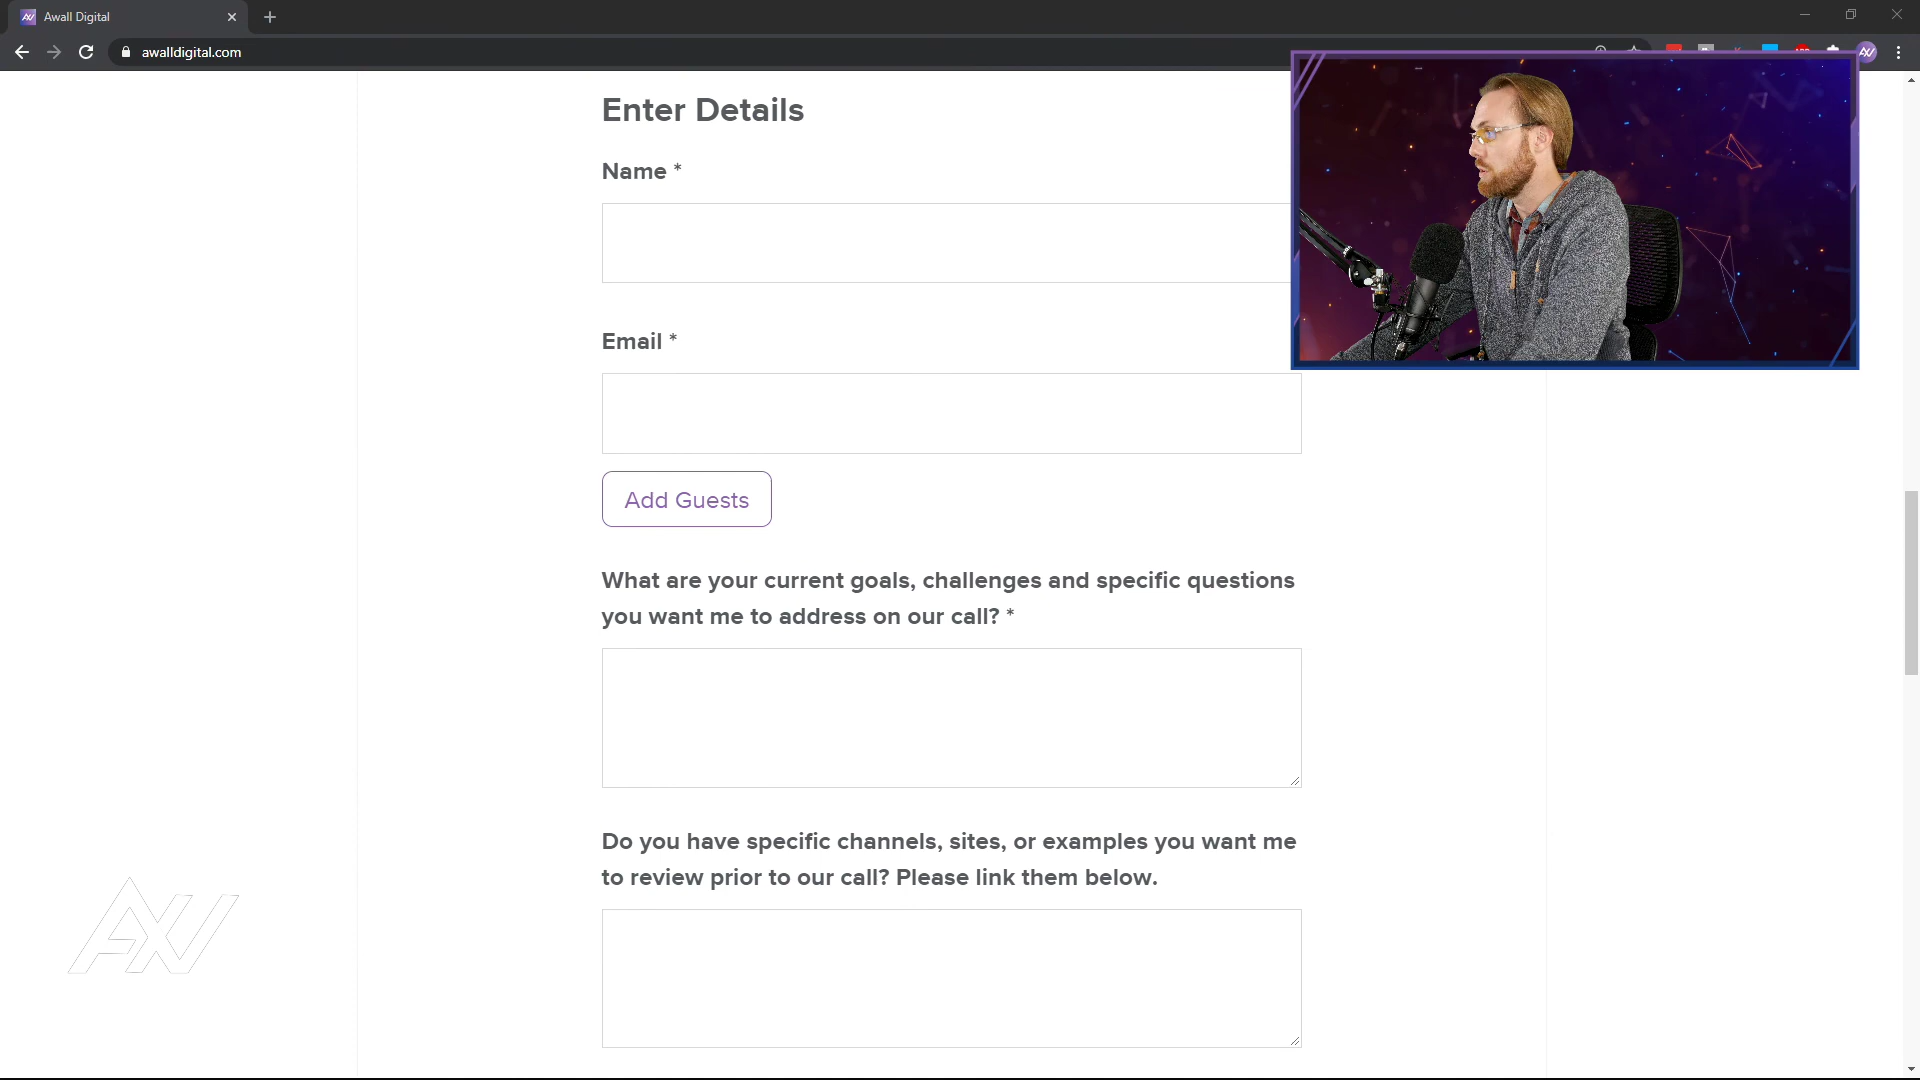 Awall Digital
awalldigital.com
Enter Details
Name *
Email *
Add Guests
What are your current goals, challenges and specific questions
you want me to address on our call? *
Do you have specific channels, sites, or examples you want me
to review prior to our call? Please link them below.